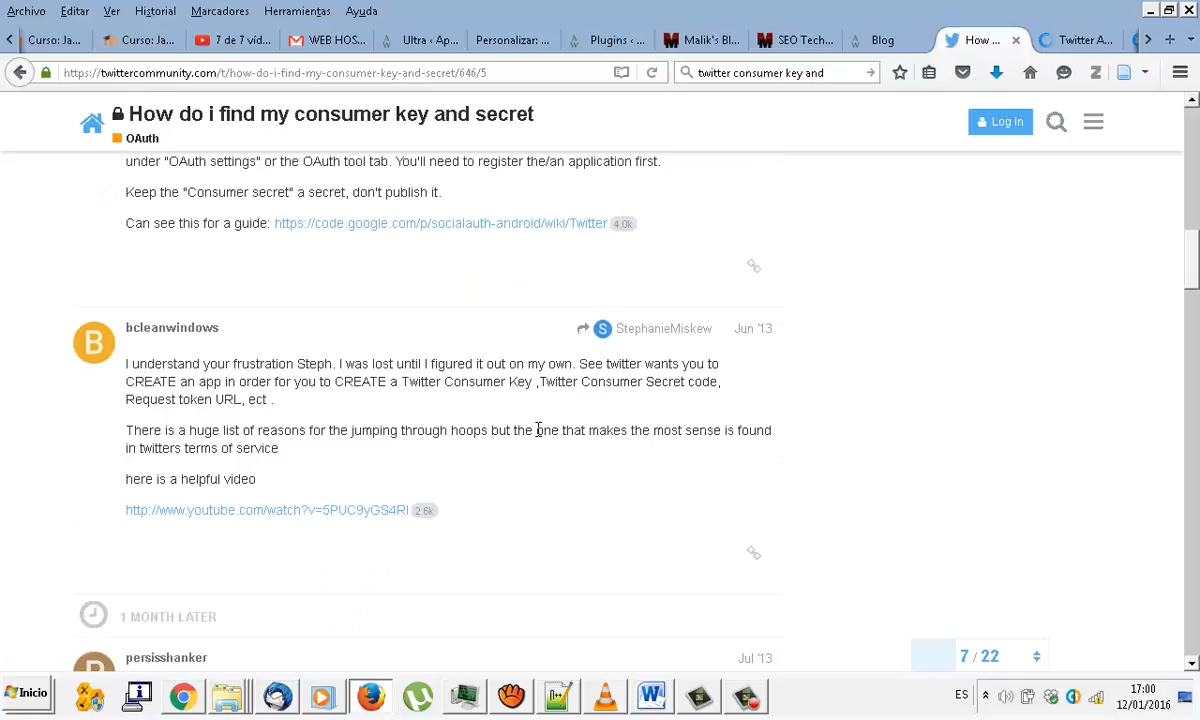 Archivo Editar Ver Historial Marcadores Herramientas Ayuda
Curso: Ja... Curso: Ja... 7 de 7 víd... WEB HOS... Ultra ‹ Ap... Personalizar: ... Plugins ‹ ... Malik's Bl... SEO Tech... Blog How ... Twitter A...
https://twittercommunity.com/t/how-do-i-find-my-consumer-key-and-secret/646/5 twitter consumer key and
How do i find my consumer key and secret
OAuth
Log In
under "OAuth settings" or the OAuth tool tab. You'll need to register the/an application first.
Keep the "Consumer secret" a secret, don't publish it.
Can see this for a guide: https://code.google.com/p/socialauth-android/wiki/Twitter 4.0k
B
bcleanwindows S StephanieMiskew Jun '13
I understand your frustration Steph. I was lost until I figured it out on my own. See twitter wants you to
CREATE an app in order for you to CREATE a Twitter Consumer Key ,Twitter Consumer Secret code,
Request token URL, ect .
There is a huge list of reasons for the jumping through hoops but the one that makes the most sense is found
in twitters terms of service
here is a helpful video
http://www.youtube.com/watch?v=5PUC9yGS4RI 2.6k
1 MONTH LATER
persisshanker Jul '13
7 / 22
Inicio
ES
17:00
12/01/2016